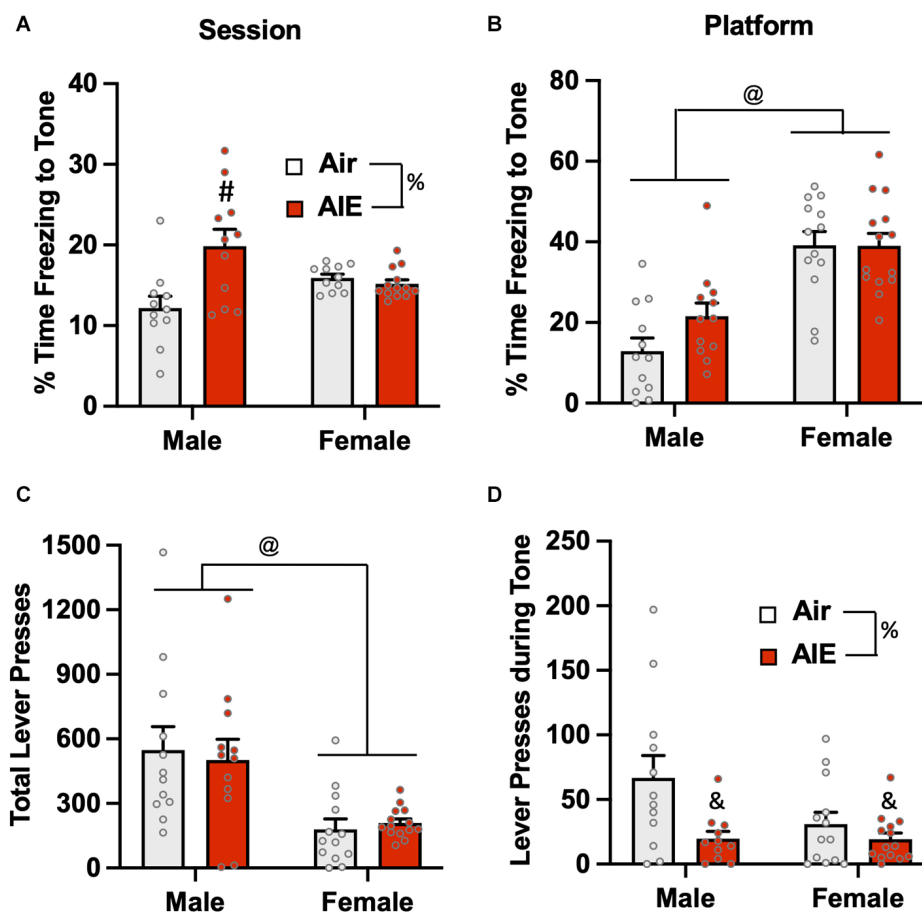 A
Session
% Time Freezing to Tone
40
30
20
10
0
#
Air
AIE
%
Male
Female
B
Platform
% Time Freezing to Tone
80
60
40
20
0
@
Male
Female
C
Total Lever Presses
1500
1200
900
600
300
0
@
Male
Female
D
Lever Presses during Tone
250
200
150
100
50
0
Air
AIE
%
&
&
Male
Female